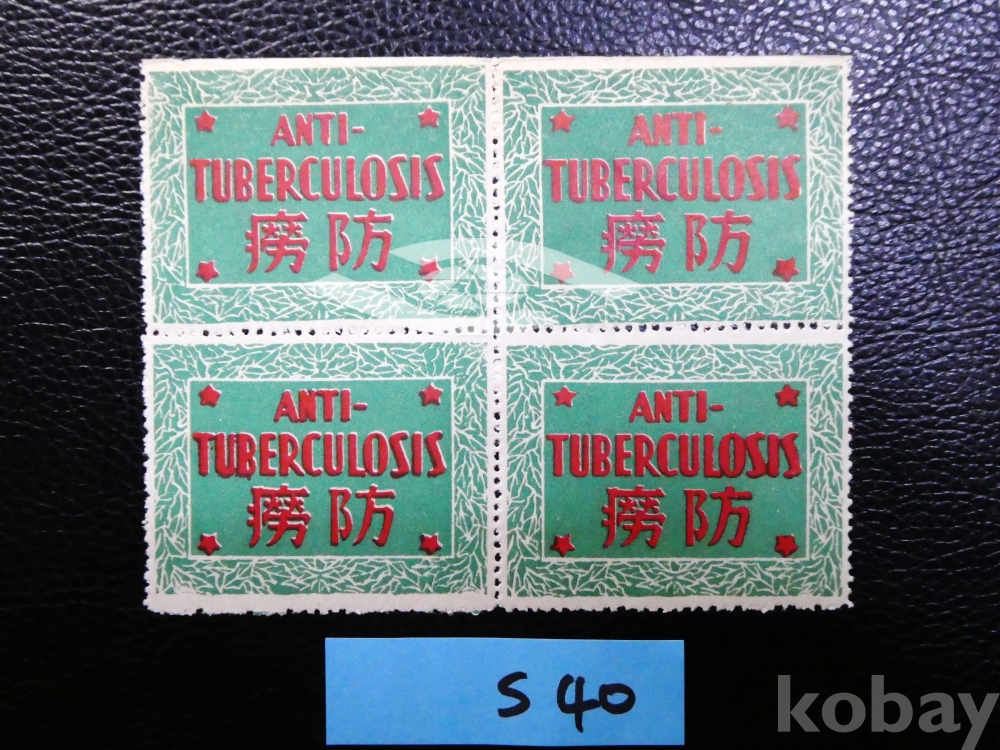 ANTI-
TUBERCULOSIS
癆防
ANTI-
TUBERCULOSIS
癆防
ANTI-
TUBERCULOSIS
癆防
ANTI-
TUBERCULOSIS
癆防
S 40
kobay